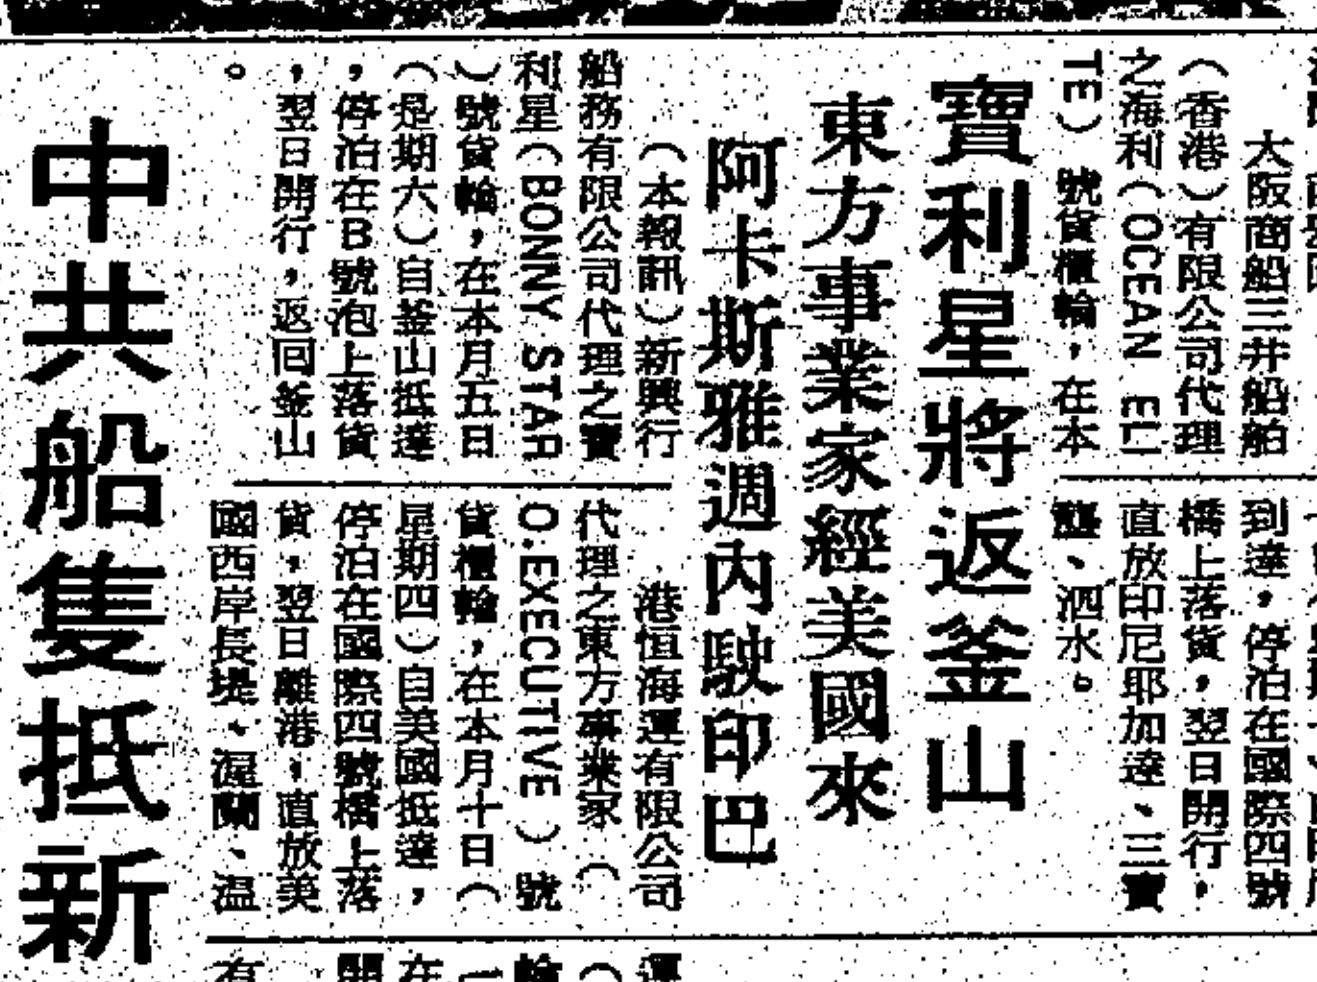 大阪商船三井船舶
（香港）有限公司代理
之海利（OCEAN ELI
TE）號貨櫃輪，在本
到達，停泊在國際四號
橋上落貨，翌日開行，
直放印尼耶加達、三寶
壟、泗水。
寶利星將返釜山
東方事業家經美國來
阿卡斯雅週內駛印巴
（本報訊）新興行
船務有限公司代理之寶
利星（BONNY STAR
）號貨輪，在本月五日
（是期六）自釜山抵達
，停泊在B號泡上落貨
，翌日開行，返回釜山
。
港恒海運有限公司
代理之東方事業家（
O.EXECUTIVE）號
貨櫃輪，在本月十日（
星期四）自美國抵達，
停泊在國際四號橋上落
貨，翌日離港，直放美
國西岸長堤、渥蘭、温
中共船隻抵新